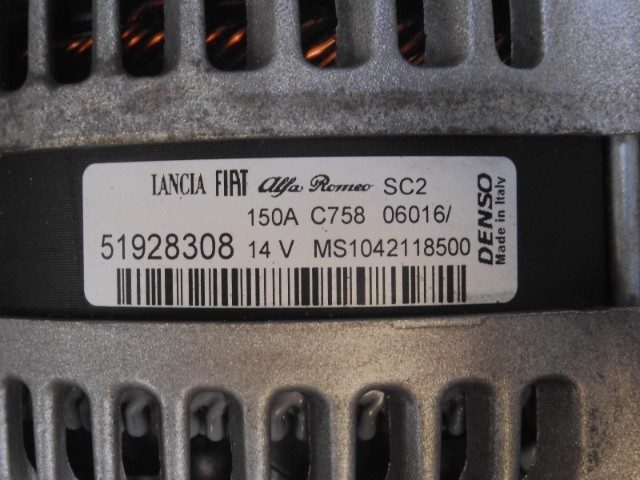 LANCIA FIAT Alfa Romeo SC2
150A C758 06016/
51928308 14 V MS1042118500
DENSO
Made in Italy